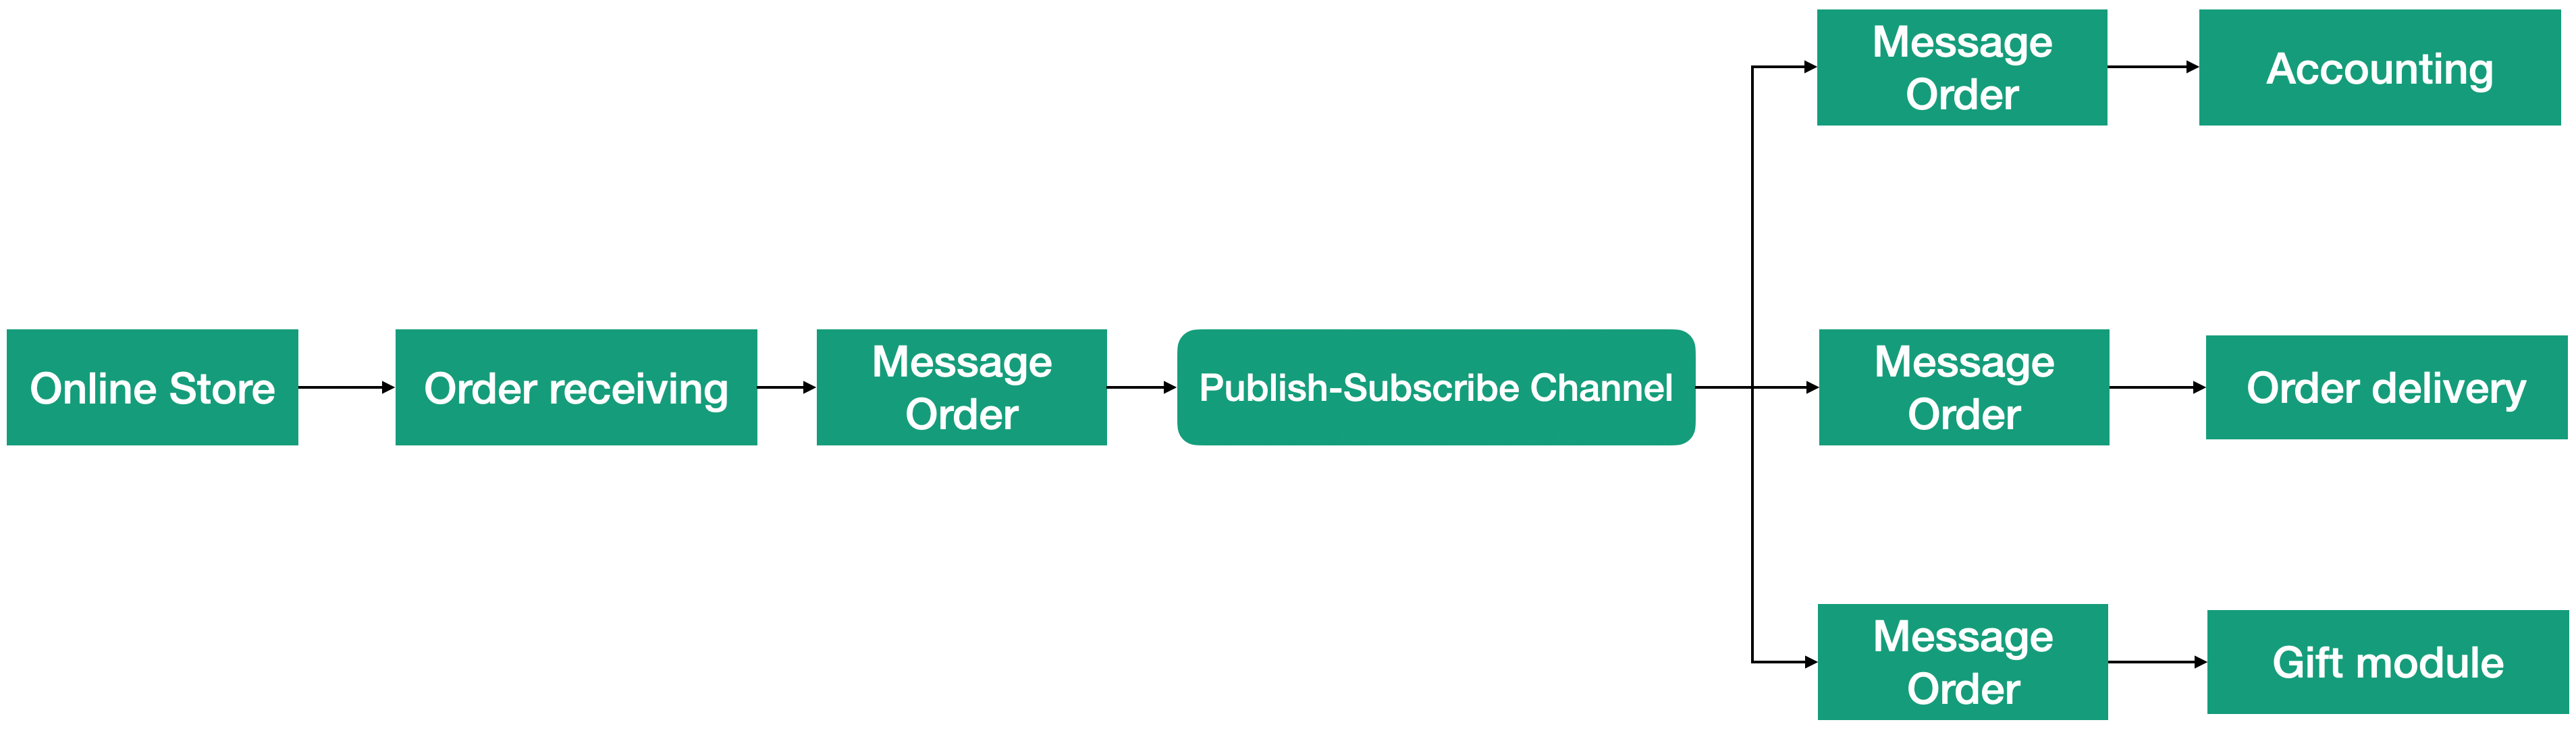 Online Store
Order receiving
Message
Order
Publish-Subscribe Channel
Message
Order
Accounting
Message
Order
Order delivery
Message
Order
Gift module